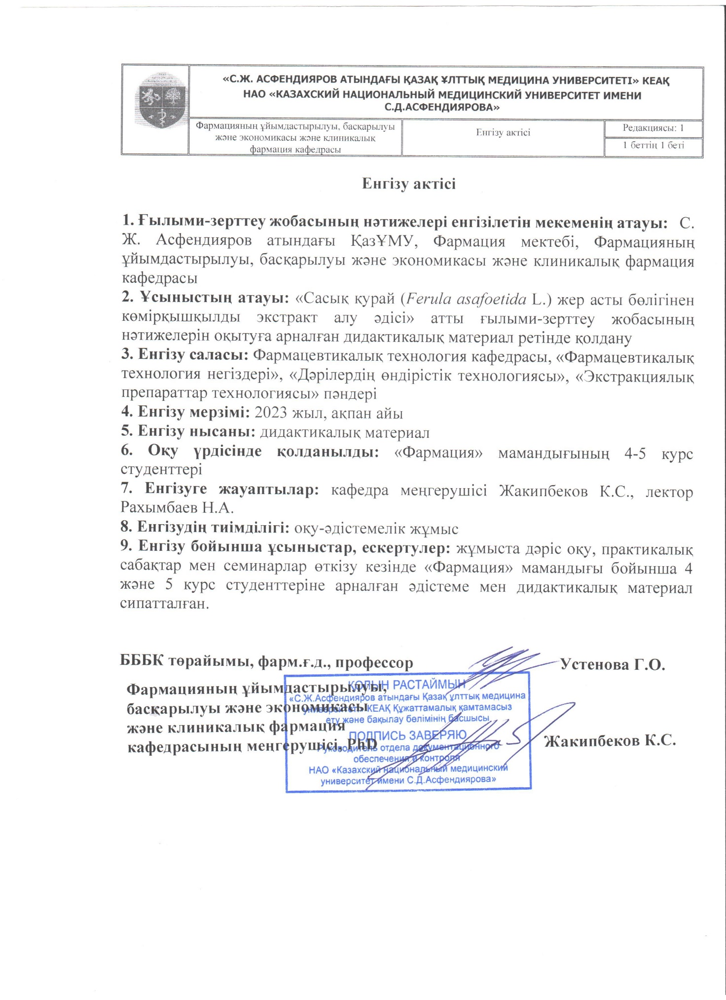 «С.Ж. АСФЕНДИЯРОВ АТЫНДАҒЫ ҚАЗАҚ ҰЛТТЫҚ МЕДИЦИНА УНИВЕРСИТЕТІ» КЕАҚ
НАО «КАЗАХСКИЙ НАЦИОНАЛЬНЫЙ МЕДИЦИНСКИЙ УНИВЕРСИТЕТ ИМЕНИ
С.Д.АСФЕНДИЯРОВА»
Фармацияның ұйымдастырылуы, басқарылуы
және экономикасы және клиникалық
фармация кафедрасы
Енгізу актісі
Редакциясы: 1
1 беттің 1 беті
Енгізу актісі
1. Ғылыми-зерттеу жобасының нәтижелері енгізілетін мекеменің атауы: С.
Ж. Асфендияров атындағы ҚазҰМУ, Фармация мектебі, Фармацияның
ұйымдастырылуы, басқарылуы және экономикасы және клиникалық фармация
кафедрасы
2. Ұсыныстың атауы: «Сасық қурай (Ferula asafoetida L.) жер асты бөлігінен
көмірқышқылды экстракт алу әдісі» атты ғылыми-зерттеу жобасының
нәтижелерін оқытуға арналған дидактикалық материал ретінде қолдану
3. Енгізу саласы: Фармацевтикалық технология кафедрасы, «Фармацевтикалық
технология негіздері», «Дәрілердің өндірістік технологиясы», «Экстракциялық
препараттар технологиясы» пәндері
4. Енгізу мерзімі: 2023 жыл, ақпан айы
5. Енгізу нысаны: дидактикалық материал
6. Оқу үрдісінде қолданылды: «Фармация» мамандығының 4-5 курс
студенттері
7. Енгізуге жауаптылар: кафедра меңгерушісі Жакипбеков К.С., лектор
Рахымбаев Н.А.
8. Енгізудің тиімділігі: оқу-әдістемелік жұмыс
9. Енгізу бойынша ұсыныстар, ескертулер: жұмыста дәріс оқу, практикалық
сабақтар мен семинарлар өткізу кезінде «Фармация» мамандығы бойынша 4
және 5 курс студенттеріне арналған әдістеме мен дидактикалық материал
сипатталған.
БББК төрайымы, фарм.ғ.д., профессор Устенова Г.О.
Фармацияның ұйымдастырылуы,
басқарылуы және экономикасы
және клиникалық фармация
кафедрасының меңгерушісі, PhD Жакипбеков К.С.
ҚОЛЫН РАСТАЙМЫН
«С.Ж.Асфендияров атындағы Қазақ ұлттық медицина
университеті» КЕАҚ Құжаттамалық қамтамасыз
ету және бақылау бөлімінің басшысы
ПОДПИСЬ ЗАВЕРЯЮ
Руководитель отдела документационного
обеспечения и контроля
НАО «Казахский национальный медицинский
университет имени С.Д.Асфендиярова»